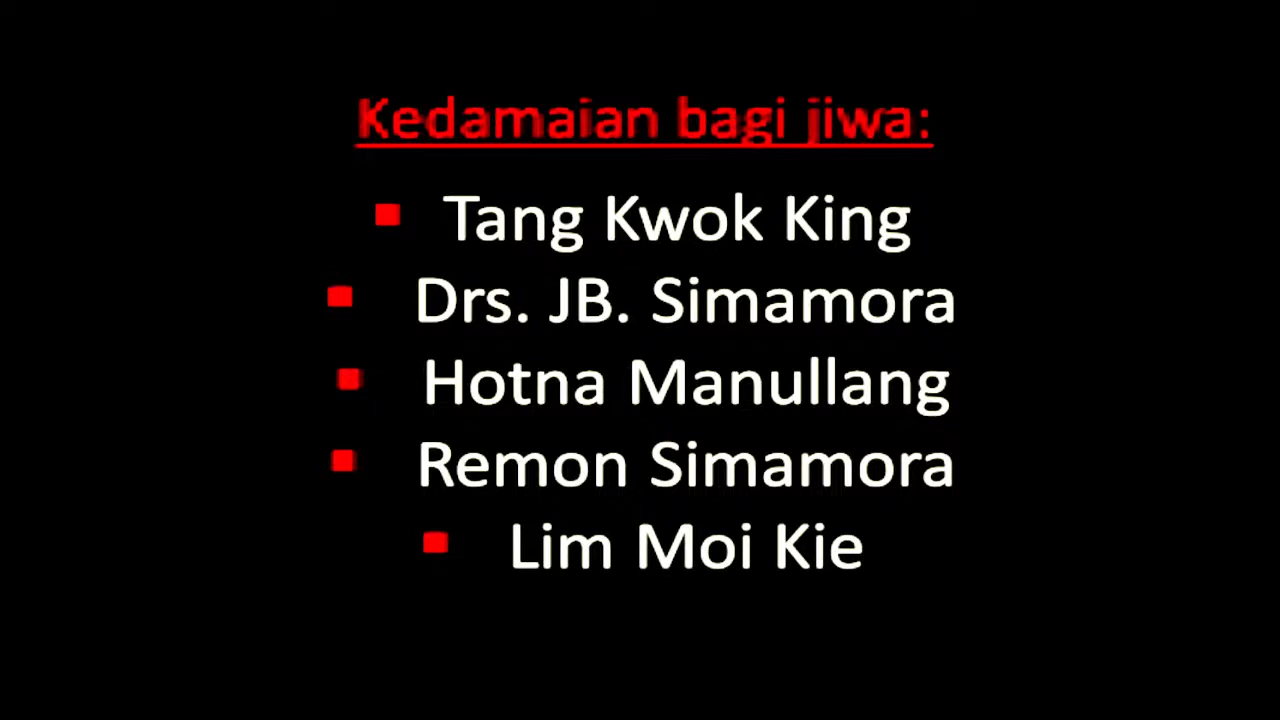 Kedamaian bagi jiwa:
Tang Kwok King
Drs. JB. Simamora
Hotna Manullang
Remon Simamora
Lim Moi Kie